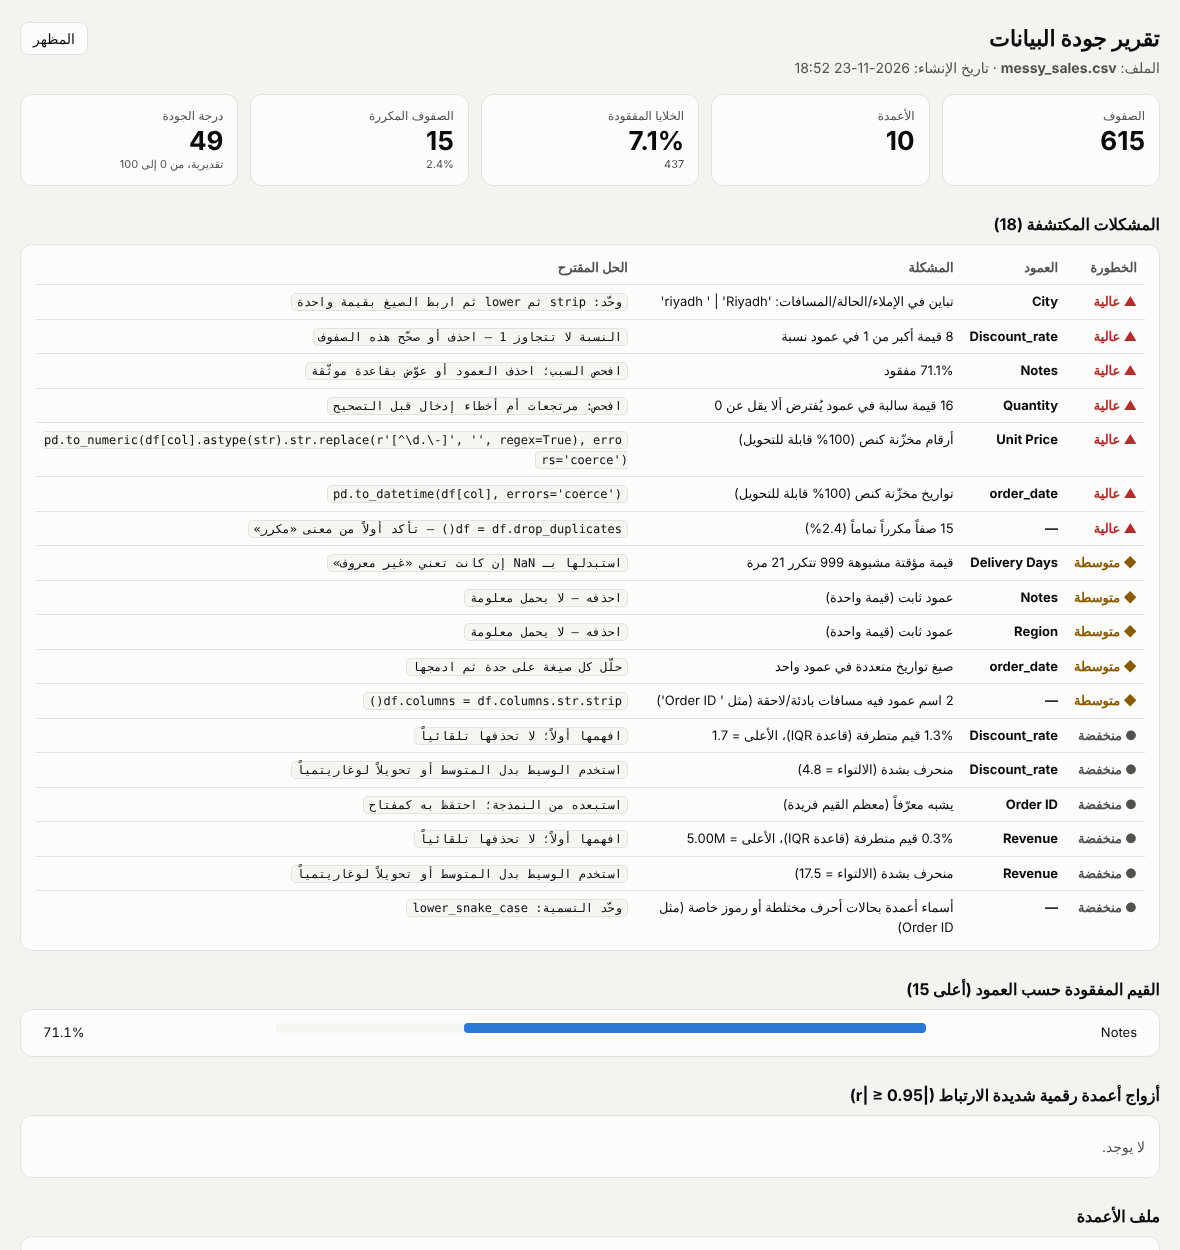 تقرير جودة البيانات
المظهر
الملف: messy_sales.csv · تاريخ الإنشاء: 2026-11-23 18:52
الصفوف
615
الأعمدة
10
الخلايا المفقودة
7.1%
437
الصفوف المكررة
15
2.4%
درجة الجودة
49
تقديرية، من 0 إلى 100
المشكلات المكتشفة (18)
الخطورة العمود المشكلة الحل المقترح
▲ عالية City تباين في الإملاء/الحالة/المسافات: 'Riyadh' | ' riyadh' وحّد: strip ثم lower ثم اربط الصيغ بقيمة واحدة
▲ عالية Discount_rate 8 قيمة أكبر من 1 في عمود نسبة النسبة لا تتجاوز 1 — احذف أو صحّح هذه الصفوف
▲ عالية Notes 71.1% مفقود افحص السبب؛ احذف العمود أو عوّض بقاعدة موثّقة
▲ عالية Quantity 16 قيمة سالبة في عمود يُفترض ألا يقل عن 0 افحص: مرتجعات أم أخطاء إدخال قبل التصحيح
▲ عالية Unit Price أرقام مخزّنة كنص (100% قابلة للتحويل) pd.to_numeric(df[col].astype(str).str.replace(r'[^\d.\-]', '', regex=True), erro
rs='coerce')
▲ عالية order_date تواريخ مخزّنة كنص (100% قابلة للتحويل) pd.to_datetime(df[col], errors='coerce')
▲ عالية — 15 صفاً مكرراً تماماً (2.4%) df = df.drop_duplicates() — تأكد أولاً من معنى «مكرر»
◆ متوسطة Delivery Days قيمة مؤقتة مشبوهة 999 تتكرر 21 مرة استبدلها بـ NaN إن كانت تعني «غير معروف»
◆ متوسطة Notes عمود ثابت (قيمة واحدة) احذفه — لا يحمل معلومة
◆ متوسطة Region عمود ثابت (قيمة واحدة) احذفه — لا يحمل معلومة
◆ متوسطة order_date صيغ تواريخ متعددة في عمود واحد حلّل كل صيغة على حدة ثم ادمجها
◆ متوسطة — 2 اسم عمود فيه مسافات بادئة/لاحقة (مثل ' Order ID') df.columns = df.columns.str.strip()
● منخفضة Discount_rate 1.3% قيم متطرفة (قاعدة IQR)، الأعلى = 1.7 افهمها أولاً؛ لا تحذفها تلقائياً
● منخفضة Discount_rate منحرف بشدة (الالتواء = 4.8) استخدم الوسيط بدل المتوسط أو تحويلاً لوغاريتمياً
● منخفضة Order ID يشبه معرّفاً (معظم القيم فريدة) استبعده من النمذجة؛ احتفظ به كمفتاح
● منخفضة Revenue 0.3% قيم متطرفة (قاعدة IQR)، الأعلى = 5.00M افهمها أولاً؛ لا تحذفها تلقائياً
● منخفضة Revenue منحرف بشدة (الالتواء = 17.5) استخدم الوسيط بدل المتوسط أو تحويلاً لوغاريتمياً
● منخفضة — أسماء أعمدة بحالات أحرف مختلطة أو رموز خاصة (مثل وحّد التسمية: lower_snake_case
Order ID)
القيم المفقودة حسب العمود (أعلى 15)
Notes 71.1%
أزواج أعمدة رقمية شديدة الارتباط (|r| ≥ 0.95)
لا يوجد.
ملف الأعمدة